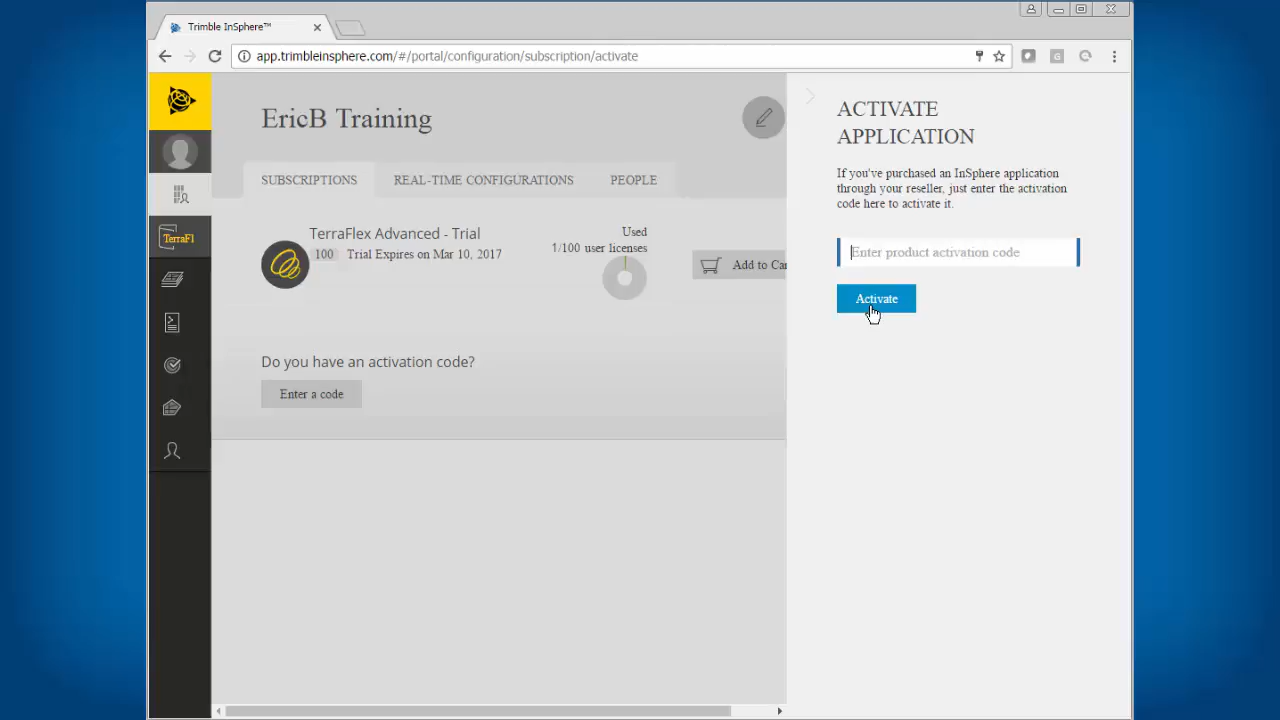 Trimble InSphere™
app.trimbleinsphere.com/#/portal/configuration/subscription/activate
EricB Training
SUBSCRIPTIONS
REAL-TIME CONFIGURATIONS
PEOPLE
TerraFl
TerraFlex Advanced - Trial
100 Trial Expires on Mar 10, 2017
Used
1/100 user licenses
Add to Car
Do you have an activation code?
Enter a code
ACTIVATE
APPLICATION
If you've purchased an InSphere application
through your reseller, just enter the activation
code here to activate it.
Enter product activation code
Activate